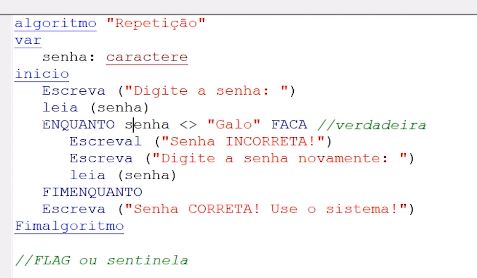 algoritmo "Repetição"
var
senha: caractere
inicio
Escreva ("Digite a senha: ")
leia (senha)
ENQUANTO senha <> "Galo" FACA //verdadeira
Escreval ("Senha INCORRETA!")
Escreva ("Digite a senha novamente: ")
leia (senha)
FIMENQUANTO
Escreva ("Senha CORRETA! Use o sistema!")
Fimalgoritmo
//FLAG ou sentinela